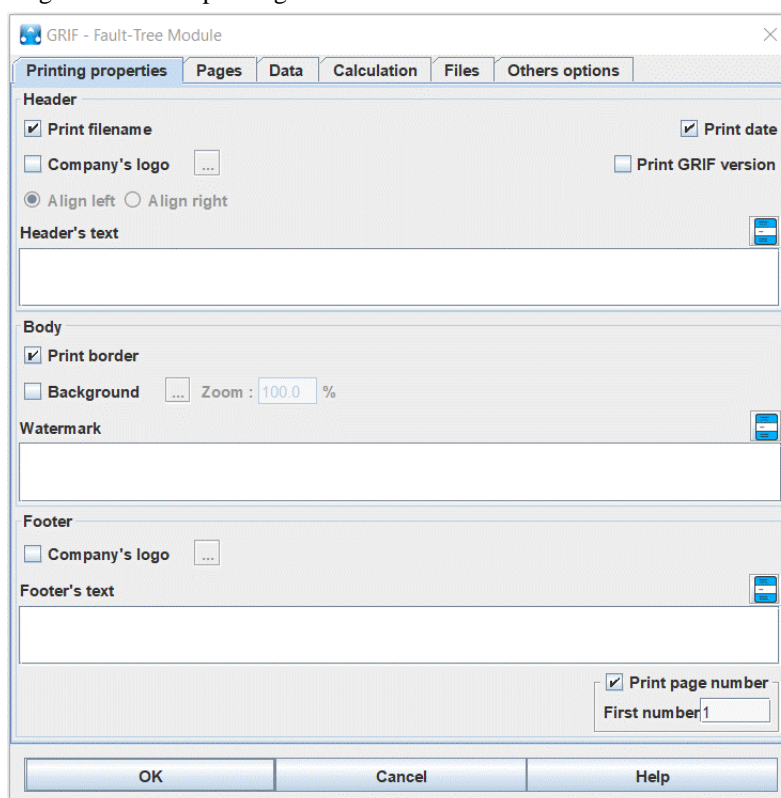 GRIF - Fault-Tree Module
Printing properties Pages Data Calculation Files Others options
Header
Print filename Print date
Company's logo ... Print GRIF version
Align left Align right
Header's text
Body
Print border
Background ... Zoom : 100.0 %
Watermark
Footer
Company's logo ...
Footer's text
Print page number
First number 1
OK Cancel Help